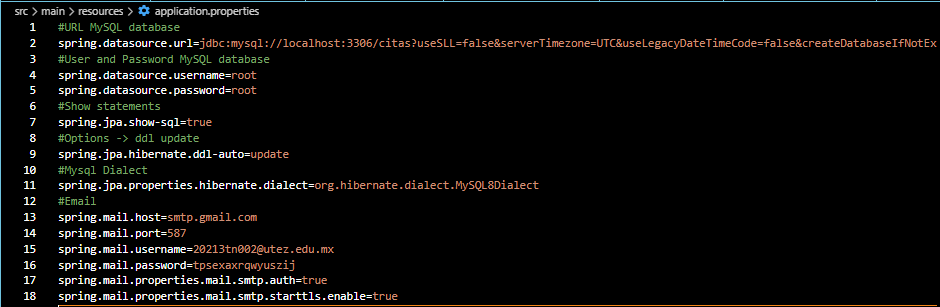 src > main > resources > application.properties
1 #URL MySQL database
2 spring.datasource.url=jdbc:mysql://localhost:3306/citas?useSLL=false&serverTimezone=UTC&useLegacyDateTimeCode=false&createDatabaseIfNotEx
3 #User and Password MySQL database
4 spring.datasource.username=root
5 spring.datasource.password=root
6 #Show statements
7 spring.jpa.show-sql=true
8 #Options -> ddl update
9 spring.jpa.hibernate.ddl-auto=update
10 #Mysql Dialect
11 spring.jpa.properties.hibernate.dialect=org.hibernate.dialect.MySQL8Dialect
12 #Email
13 spring.mail.host=smtp.gmail.com
14 spring.mail.port=587
15 spring.mail.username=20213tn002@utez.edu.mx
16 spring.mail.password=tpsexaxrqwyuszij
17 spring.mail.properties.mail.smtp.auth=true
18 spring.mail.properties.mail.smtp.starttls.enable=true